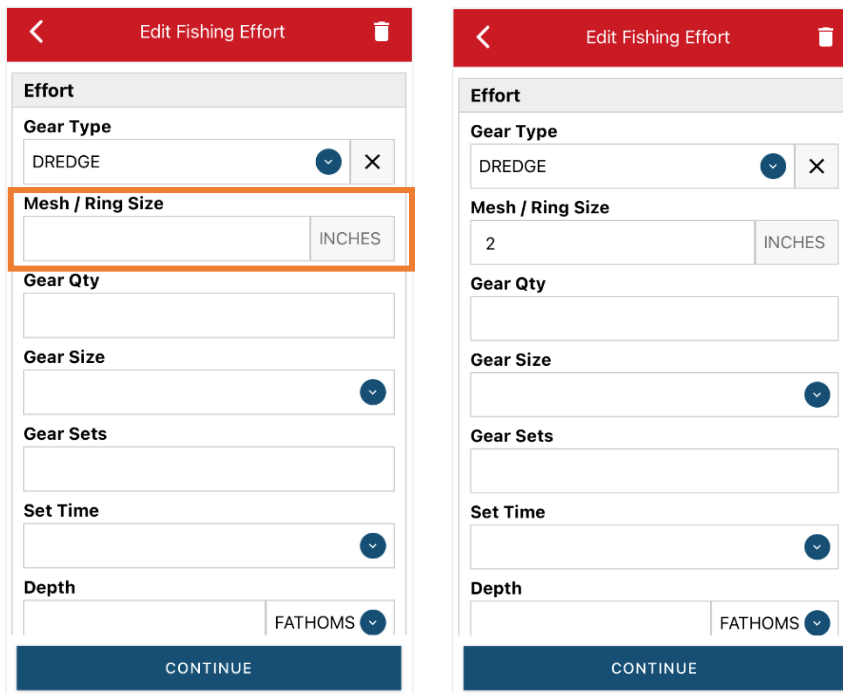 Edit Fishing Effort
Effort
Gear Type
DREDGE
Mesh / Ring Size
INCHES
Gear Qty
Gear Size
Gear Sets
Set Time
Depth
FATHOMS
CONTINUE
Edit Fishing Effort
Effort
Gear Type
DREDGE
Mesh / Ring Size
2 INCHES
Gear Qty
Gear Size
Gear Sets
Set Time
Depth
FATHOMS
CONTINUE